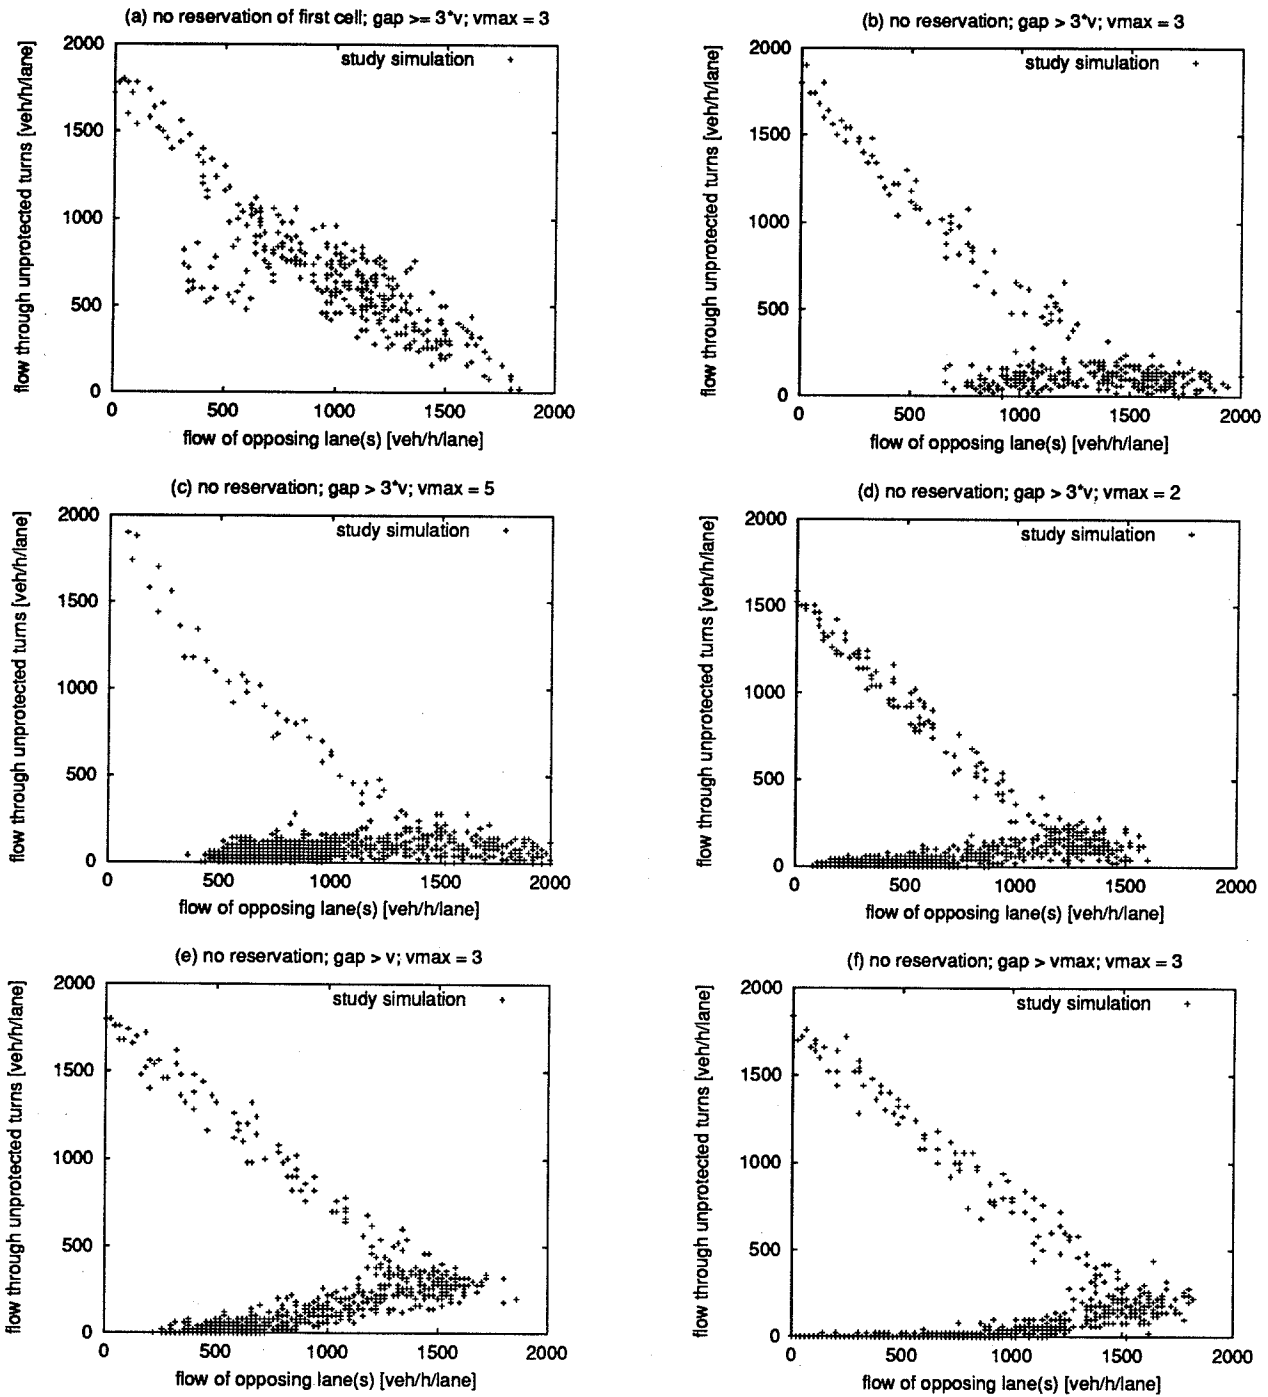 (a) no reservation of first cell; gap >= 3*v; vmax = 3
study simulation
flow through unprotected turns [veh/h/lane]
2000
1500
1000
500
0
0 500 1000 1500 2000
flow of opposing lane(s) [veh/h/lane]
(b) no reservation; gap > 3*v; vmax = 3
study simulation
flow through unprotected turns [veh/h/lane]
2000
1500
1000
500
0
0 500 1000 1500 2000
flow of opposing lane(s) [veh/h/lane]
(c) no reservation; gap > 3*v; vmax = 5
study simulation
flow through unprotected turns [veh/h/lane]
2000
1500
1000
500
0
0 500 1000 1500 2000
flow of opposing lane(s) [veh/h/lane]
(d) no reservation; gap > 3*v; vmax = 2
study simulation
flow through unprotected turns [veh/h/lane]
2000
1500
1000
500
0
0 500 1000 1500 2000
flow of opposing lane(s) [veh/h/lane]
(e) no reservation; gap > v; vmax = 3
study simulation
flow through unprotected turns [veh/h/lane]
2000
1500
1000
500
0
0 500 1000 1500 2000
flow of opposing lane(s) [veh/h/lane]
(f) no reservation; gap > vmax; vmax = 3
study simulation
flow through unprotected turns [veh/h/lane]
2000
1500
1000
500
0
0 500 1000 1500 2000
flow of opposing lane(s) [veh/h/lane]